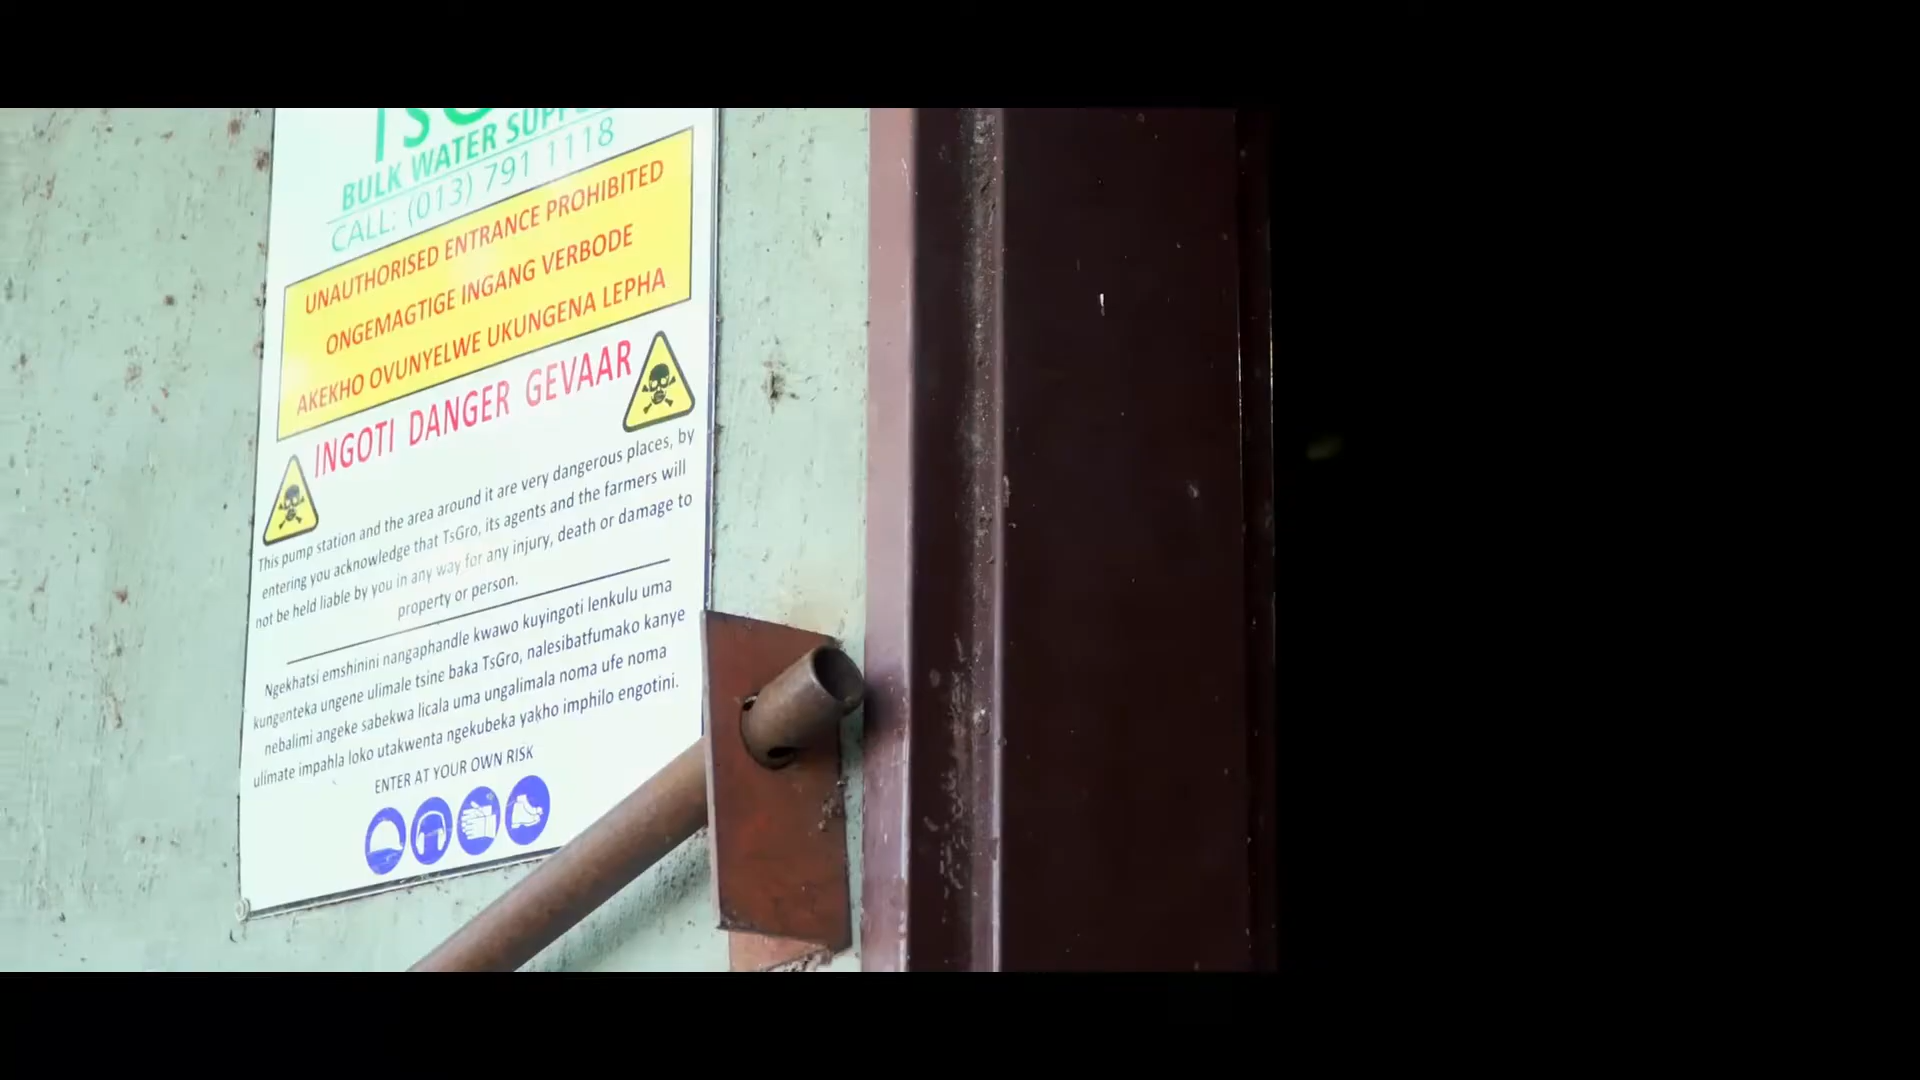 BULK WATER
CALL: (013) 791 1118
UNAUTHORISED ENTRANCE PROHIBITED
ONGEMAGTIGE INGANG VERBODE
AKEKHO OVUNYELWE UKUNGENA LEPHA
INGOTI DANGER GEVAAR
This pump station and the area around it are very dangerous places, by
entering you acknowledge that TsGro, its agents and the farmers will
not be held liable by you in any way for any injury, death or damage to
property or person.
Ngekhatsi emshinini nangaphandle kwawo kuyingoti lenkulu uma
kungenteka ungene ulimale tsine baka TsGro, nalesibatfumako kanye
nebalimi angeke sabekwa licala uma ungalimala noma ufe noma
ulimate impahla loko utakwenta ngekubeka yakho imphilo engotini.
ENTER AT YOUR OWN RISK